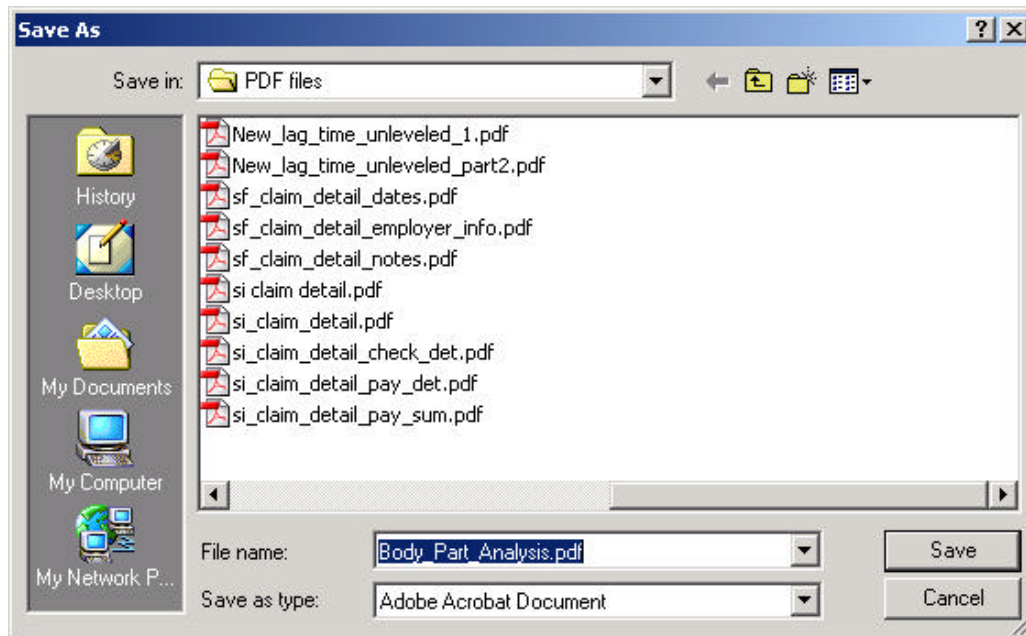 Save As
Save in: PDF files
History
Desktop
My Documents
My Computer
My Network P...
New_lag_time_unleveled_1.pdf
New_lag_time_unleveled_part2.pdf
sf_claim_detail_dates.pdf
sf_claim_detail_employer_info.pdf
sf_claim_detail_notes.pdf
si claim detail.pdf
si_claim_detail.pdf
si_claim_detail_check_det.pdf
si_claim_detail_pay_det.pdf
si_claim_detail_pay_sum.pdf
File name: Body_Part_Analysis.pdf Save
Save as type: Adobe Acrobat Document Cancel